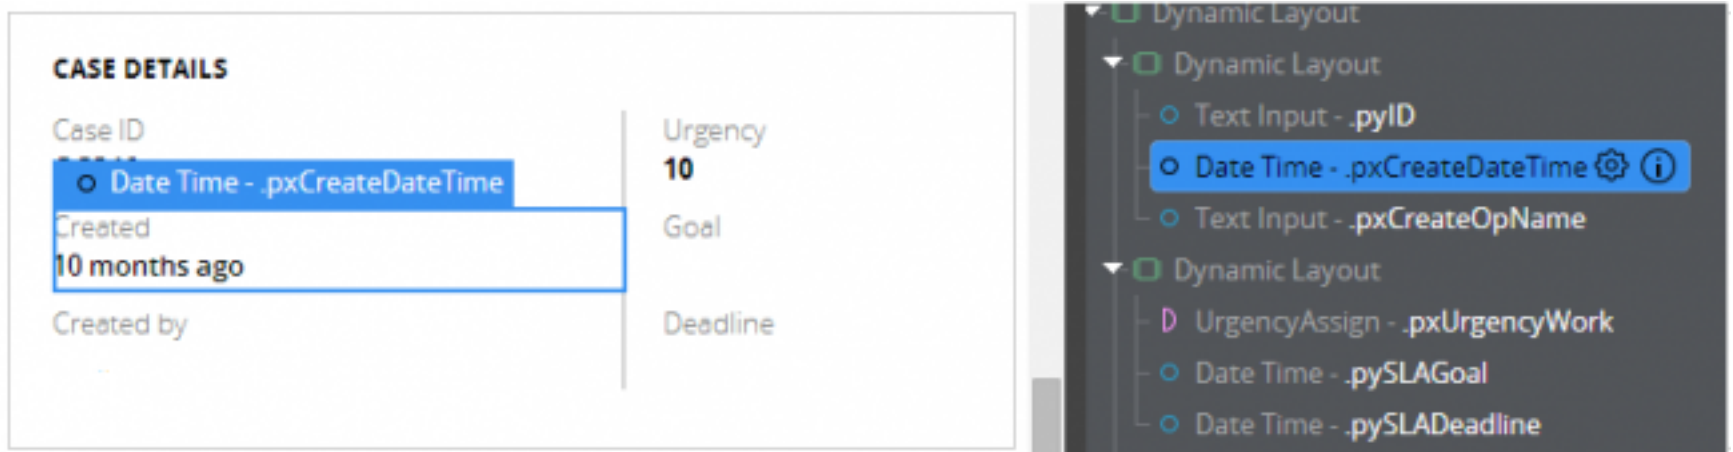 CASE DETAILS
Case ID
Date Time - .pxCreateDateTime
Created
10 months ago
Created by
Urgency
10
Goal
Deadline
Dynamic Layout
Dynamic Layout
Text Input - .pyID
Date Time - .pxCreateDateTime
Text Input - .pxCreateOpName
Dynamic Layout
UrgencyAssign - .pxUrgencyWork
Date Time - .pySLAGoal
Date Time - .pySLADeadline